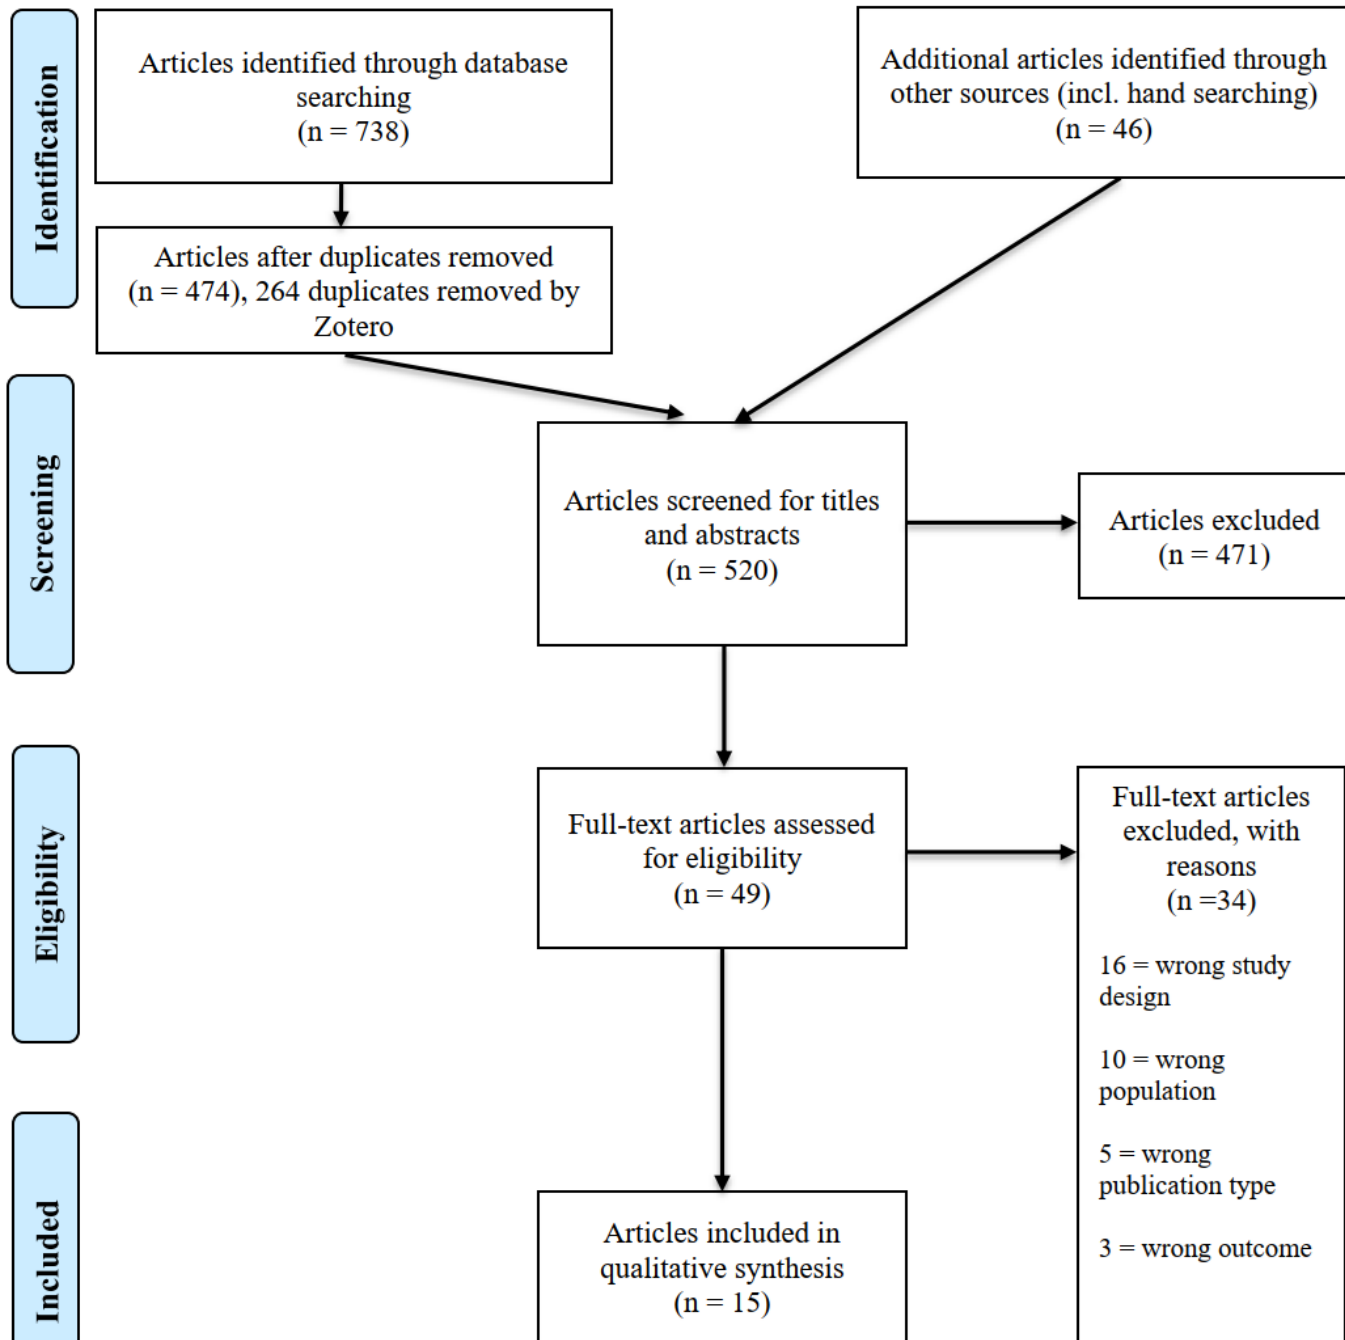 Identification
Articles identified through database
searching
(n = 738)
Additional articles identified through
other sources (incl. hand searching)
(n = 46)
Articles after duplicates removed
(n = 474), 264 duplicates removed by
Zotero
Screening
Articles screened for titles
and abstracts
(n = 520)
Articles excluded
(n = 471)
Eligibility
Full-text articles assessed
for eligibility
(n = 49)
Full-text articles
excluded, with
reasons
(n =34)
16 = wrong study
design
10 = wrong
population
5 = wrong
publication type
3 = wrong outcome
Included
Articles included in
qualitative synthesis
(n = 15)